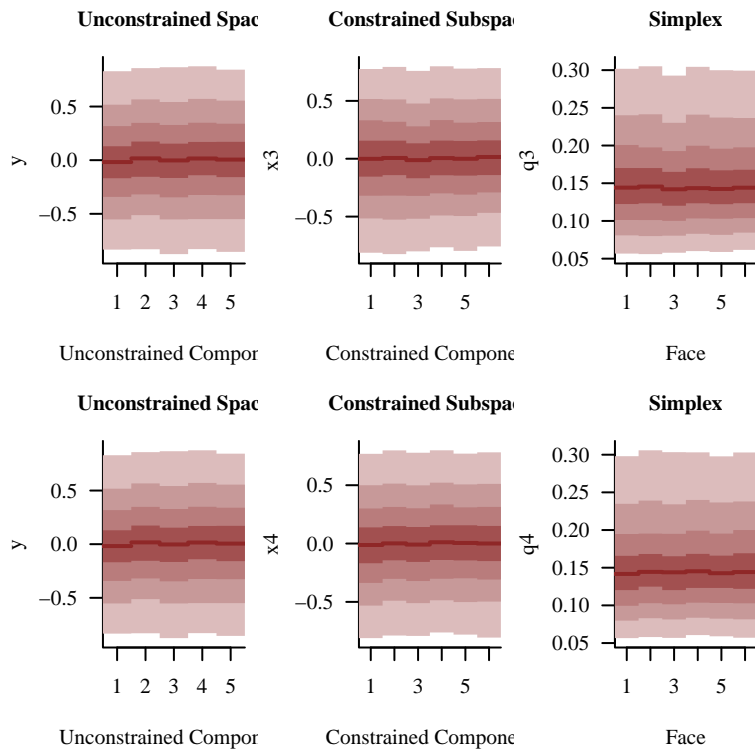 Unconstrained Spac
Constrained Subspa
Simplex
y
0.5
0.0
−0.5
1 2 3 4 5
Unconstrained Compor
x3
0.5
0.0
−0.5
1 3 5
Constrained Compone
q3
0.30
0.25
0.20
0.15
0.10
0.05
1 3 5
Face
Unconstrained Spac
Constrained Subspa
Simplex
y
0.5
0.0
−0.5
1 2 3 4 5
Unconstrained Compor
x4
0.5
0.0
−0.5
1 3 5
Constrained Compone
q4
0.30
0.25
0.20
0.15
0.10
0.05
1 3 5
Face